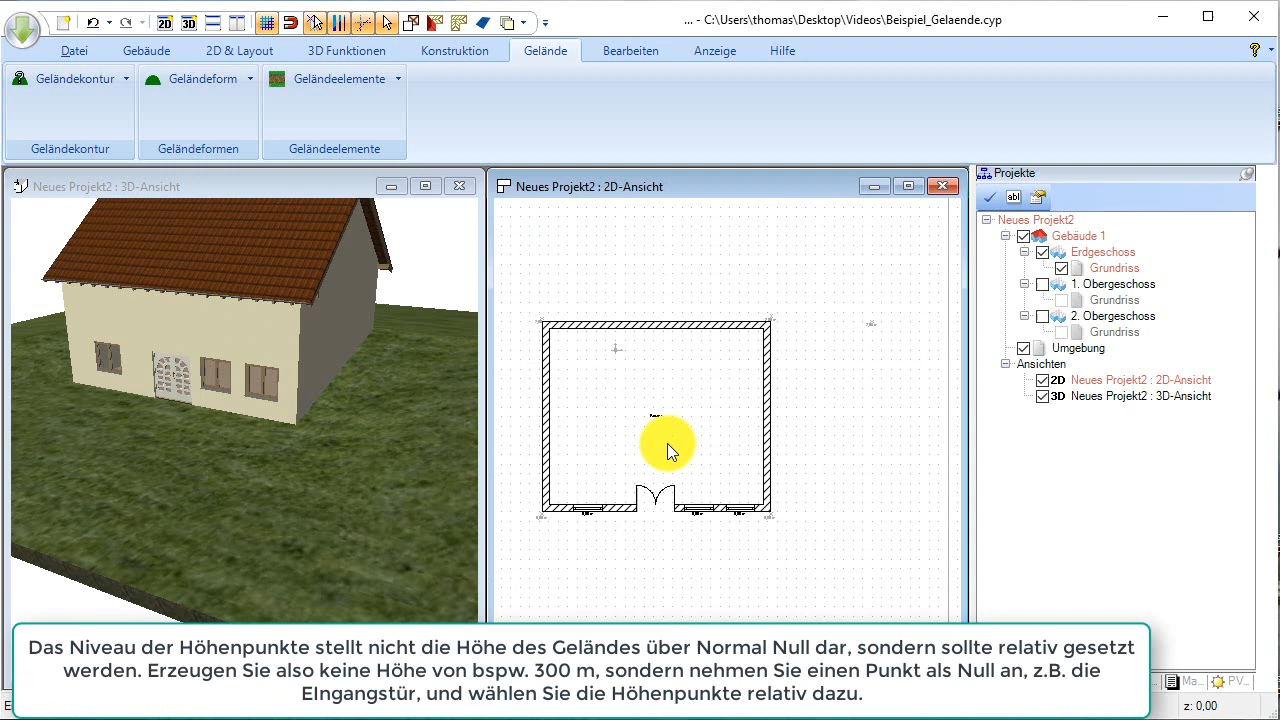 ... - C:\Users\thomas\Desktop\Videos\Beispiel_Gelaende.cyp
Datei Gebäude 2D & Layout 3D Funktionen Konstruktion Gelände Bearbeiten Anzeige Hilfe
Geländekontur Geländeform Geländeelemente
Geländekontur Geländeformen Geländeelemente
Neues Projekt2 : 3D-Ansicht
Neues Projekt2 : 2D-Ansicht
Projekte
Neues Projekt2
Gebäude 1
Erdgeschoss
Grundriss
1. Obergeschoss
Grundriss
2. Obergeschoss
Grundriss
Umgebung
Ansichten
2D Neues Projekt2 : 2D-Ansicht
3D Neues Projekt2 : 3D-Ansicht
Das Niveau der Höhenpunkte stellt nicht die Höhe des Geländes über Normal Null dar, sondern sollte relativ gesetzt
werden. Erzeugen Sie also keine Höhe von bspw. 300 m, sondern nehmen Sie einen Punkt als Null an, z.B. die
EIngangstür, und wählen Sie die Höhenpunkte relativ dazu.
Ma... PV...
z: 0.00